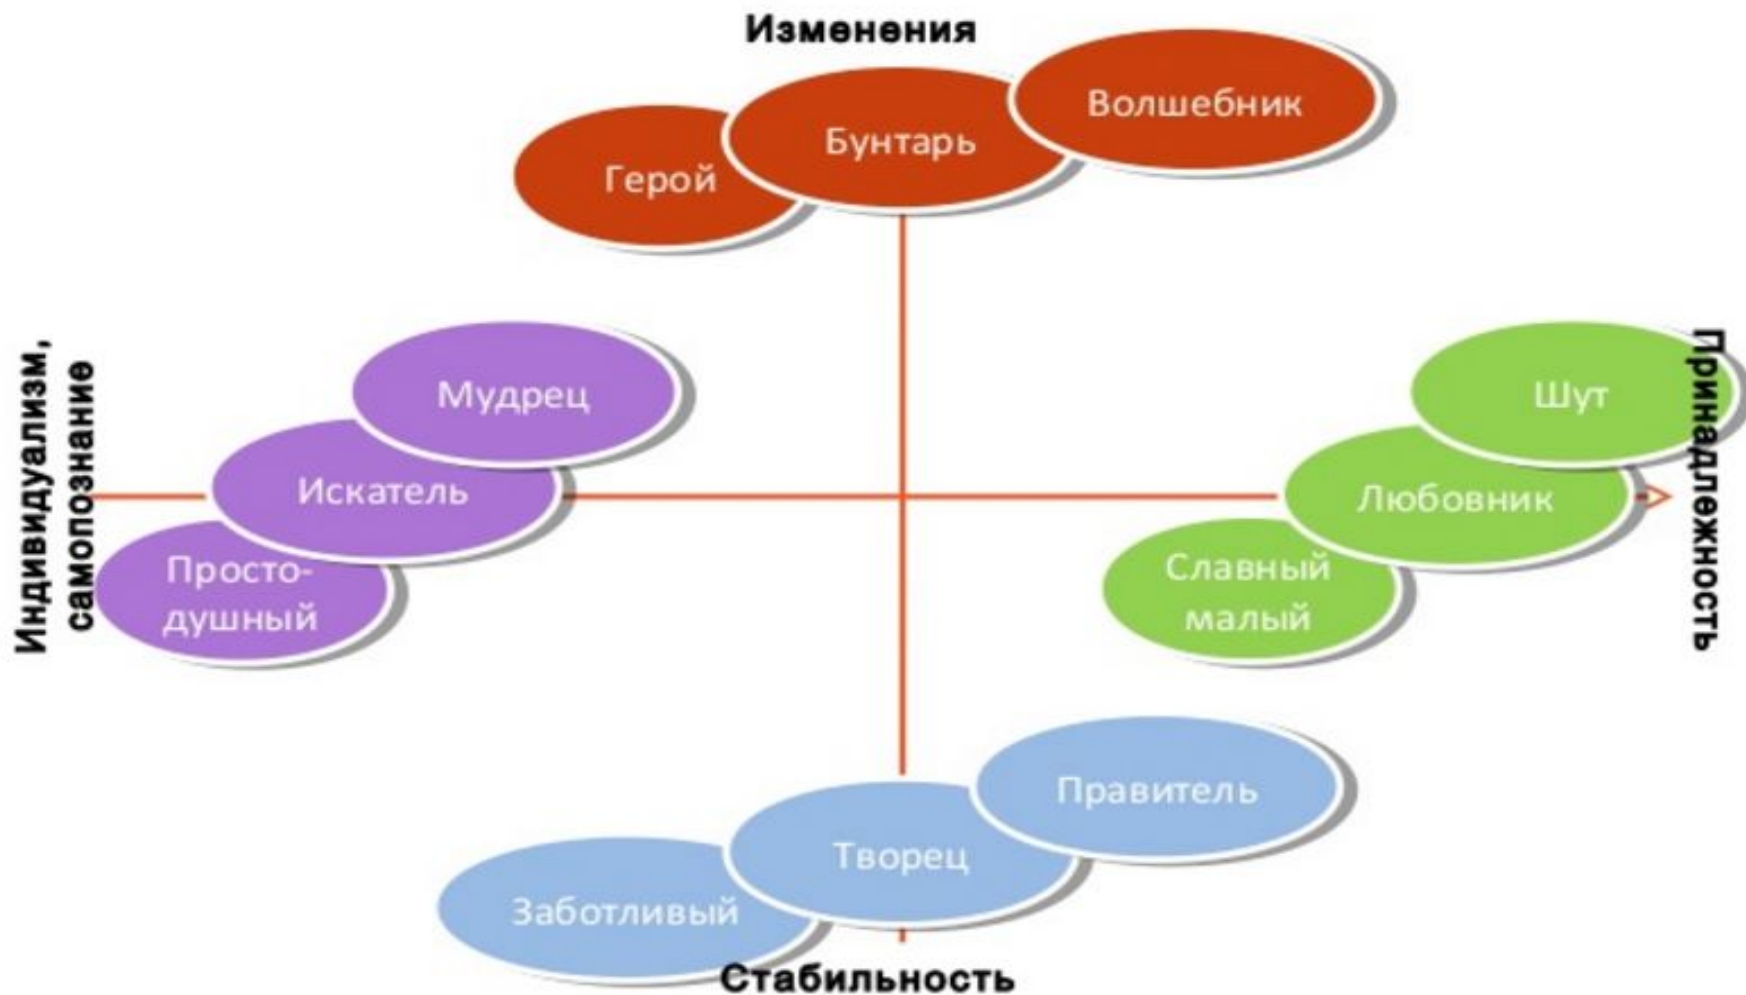 Изменения
Волшебник
Бунтарь
Герой
Индивидуализм,
самопознание
Мудрец
Искатель
Просто-
душный
Шут
Любовник
Славный
малый
Принадлежность
Правитель
Творец
Заботливый
Стабильность